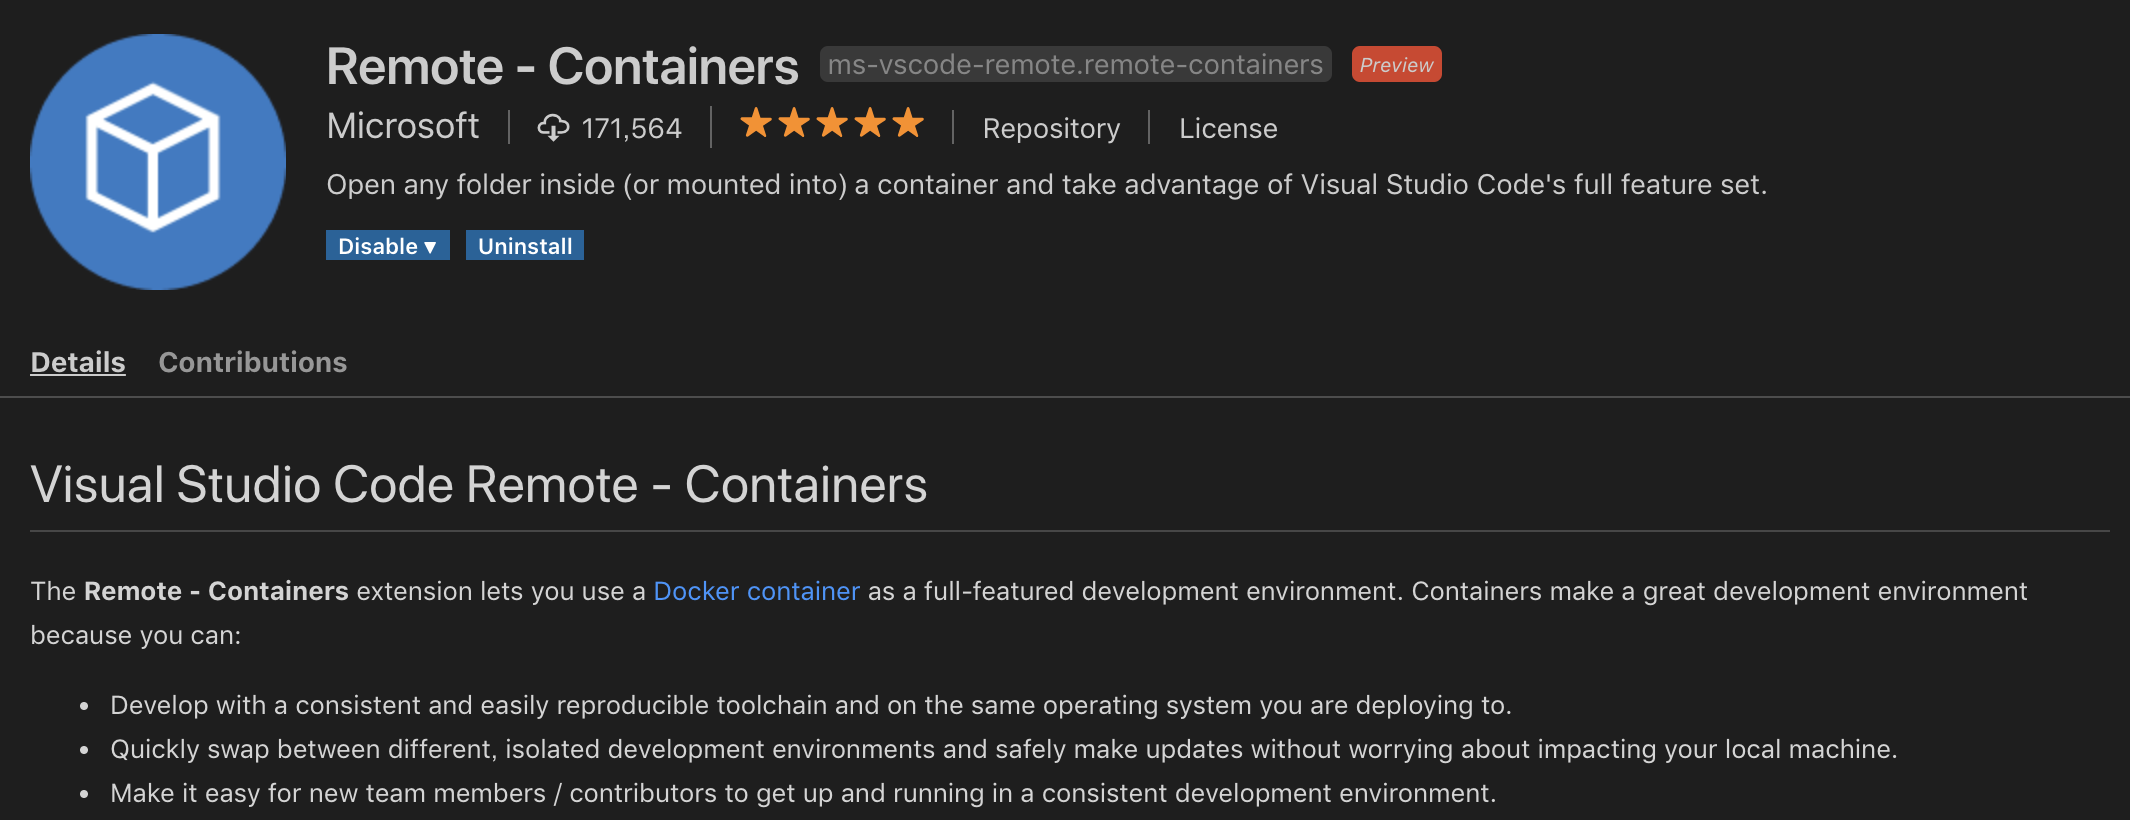 Remote - Containers ms-vscode-remote.remote-containers Preview
Microsoft 171,564 Repository License
Open any folder inside (or mounted into) a container and take advantage of Visual Studio Code's full feature set.
Disable ▾ Uninstall
Details Contributions
Visual Studio Code Remote - Containers
The Remote - Containers extension lets you use a Docker container as a full-featured development environment. Containers make a great development environment
because you can:
• Develop with a consistent and easily reproducible toolchain and on the same operating system you are deploying to.
• Quickly swap between different, isolated development environments and safely make updates without worrying about impacting your local machine.
• Make it easy for new team members / contributors to get up and running in a consistent development environment.